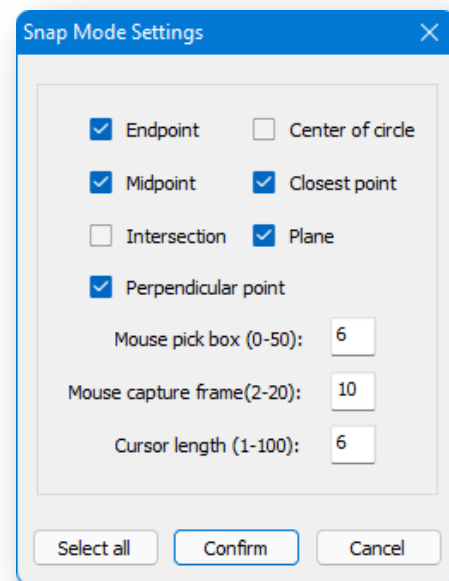 Snap Mode Settings
Endpoint Center of circle
Midpoint Closest point
Intersection Plane
Perpendicular point
Mouse pick box (0-50): 6
Mouse capture frame(2-20): 10
Cursor length (1-100): 6
Select all Confirm Cancel